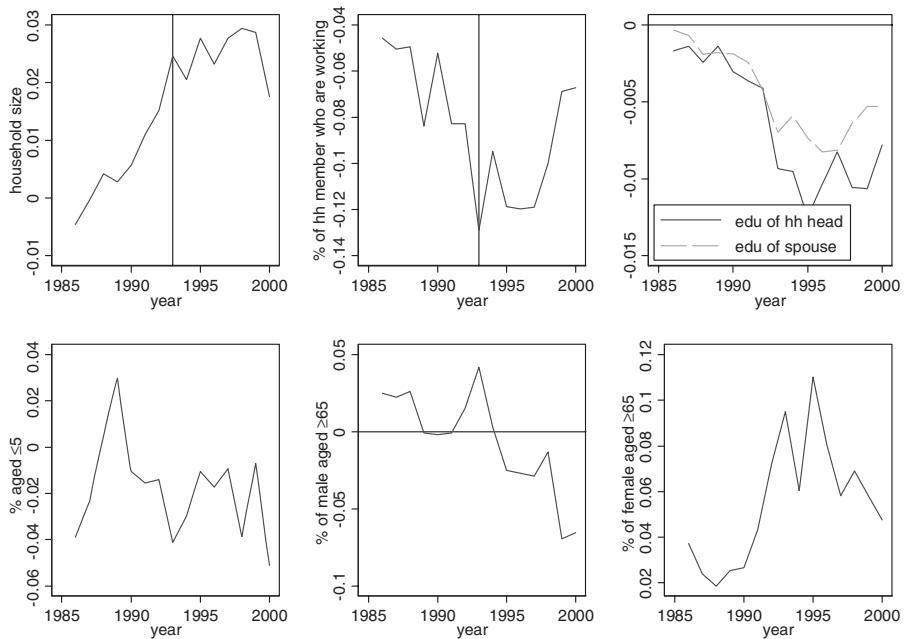 household size
0.03
0.02
0.01
0
-0.01
1985 1990 1995 2000
year
% of hh member who are working
-0.04
-0.06
-0.08
-0.1
-0.12
-0.14
1985 1990 1995 2000
year
0
-0.005
-0.01
-0.015
edu of hh head
edu of spouse
1985 1990 1995 2000
year
% aged ≤5
0.04
0.02
0
-0.02
-0.04
-0.06
1985 1990 1995 2000
year
% of male aged ≥65
0.05
0
-0.05
-0.1
1985 1990 1995 2000
year
% of female aged ≥65
0.12
0.1
0.08
0.06
0.04
0.02
1985 1990 1995 2000
year